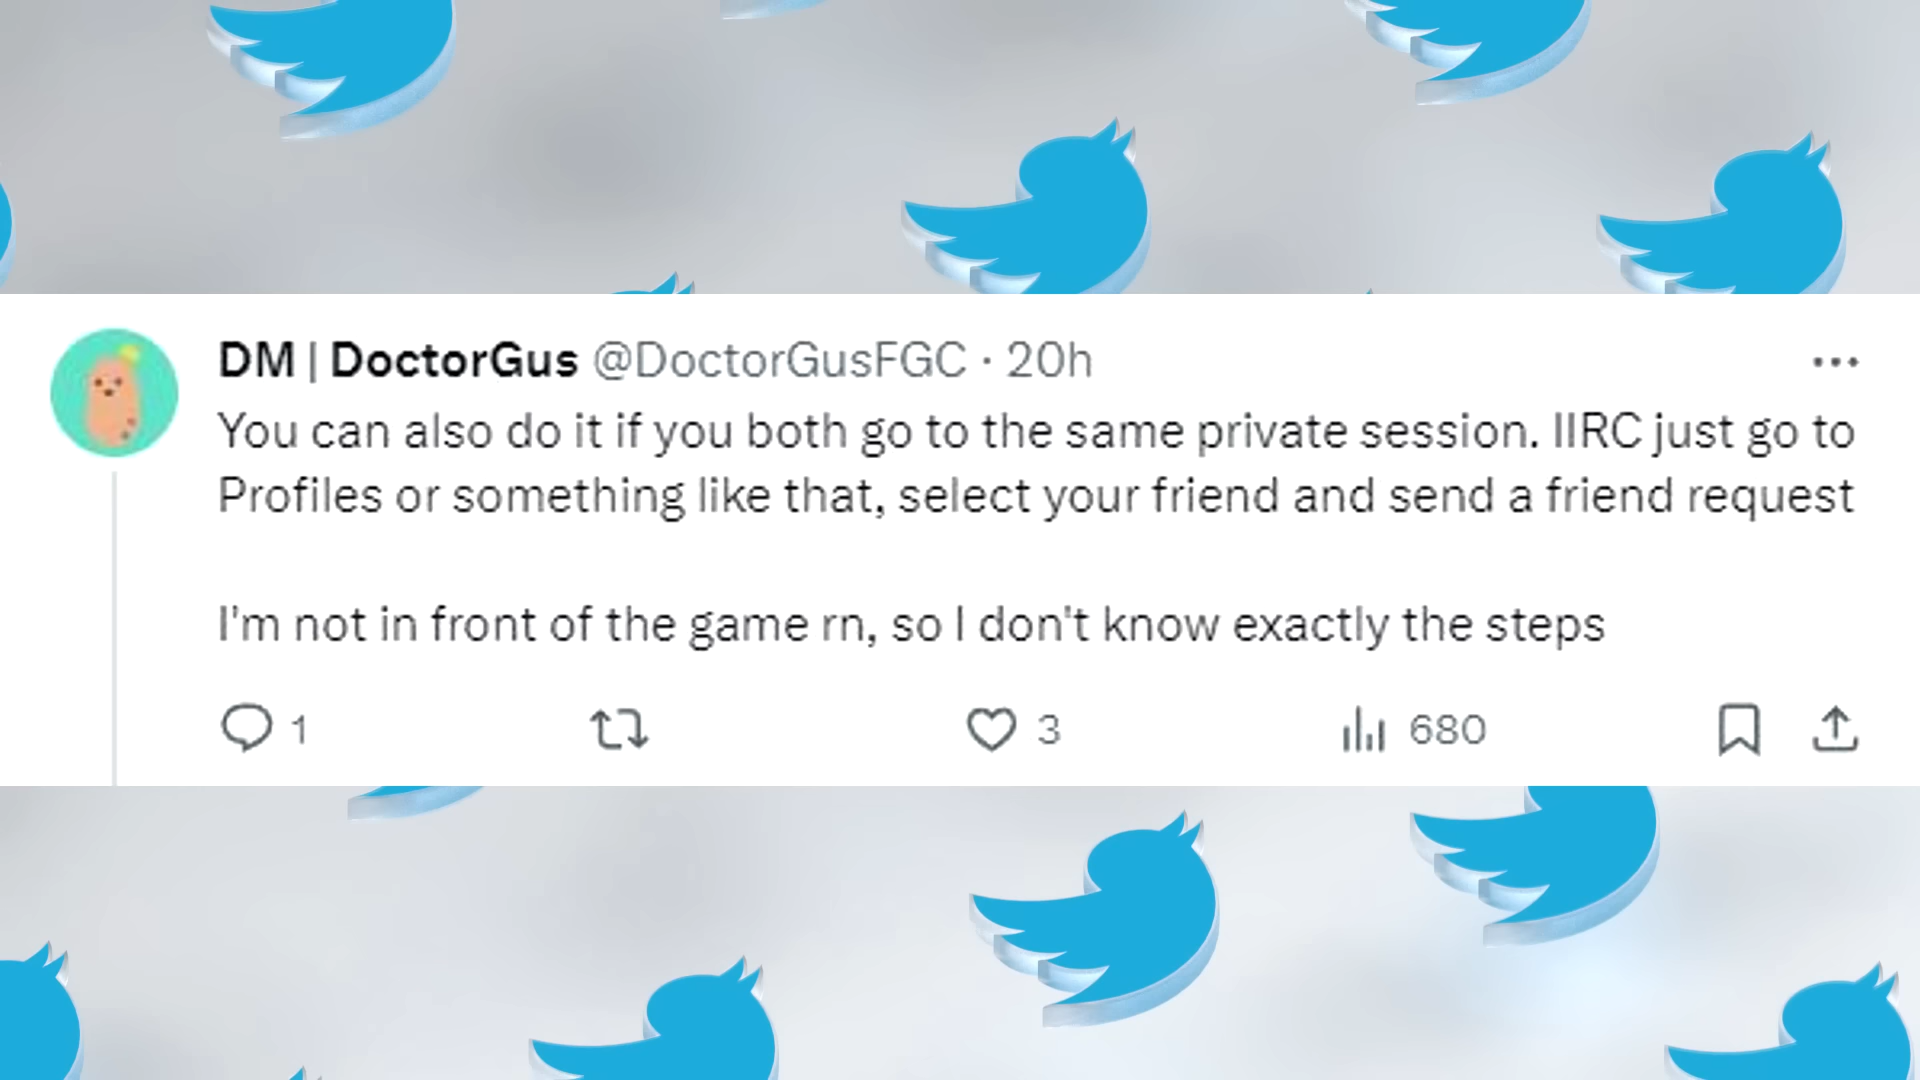 DM | DoctorGus @DoctorGusFGC · 20h
You can also do it if you both go to the same private session. IIRC just go to
Profiles or something like that, select your friend and send a friend request
I'm not in front of the game rn, so I don't know exactly the steps
1 3 680